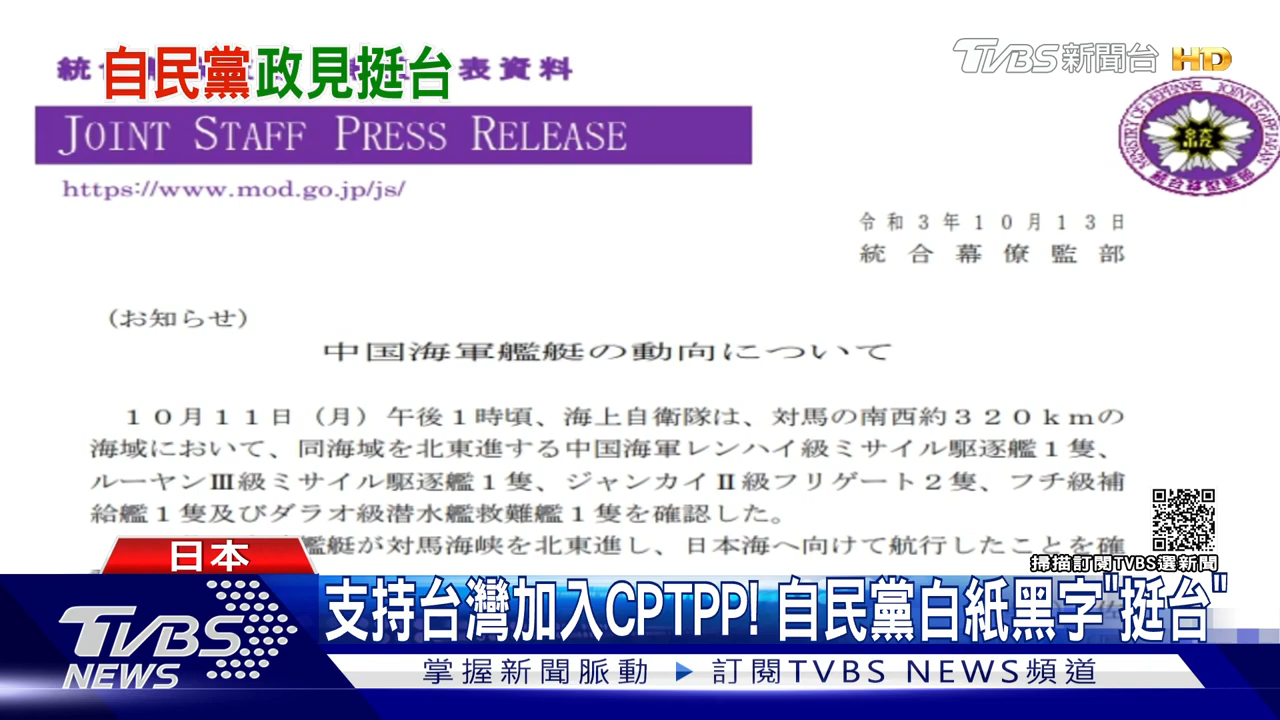 自民黨政見挺台
TVBS新聞台 HD
表資料
JOINT STAFF PRESS RELEASE
https://www.mod.go.jp/js/
MINISTRY OF DEFENSE JOINT STAFF JAPAN
統
令和3年10月13日
統合幕僚監部
(お知らせ)
中国海軍艦艇の動向について
10月11日(月)午後1時頃、海上自衛隊は、対馬の南西約320kmの
海域において、同海域を北東進する中国海軍レンハイ級ミサイル駆逐艦1隻、
ルーヤンⅢ級ミサイル駆逐艦1隻、ジャンカイⅡ級フリゲート2隻、フチ級補
給艦1隻及びダラオ級潜水艦救難艦1隻を確認した。
艦艇が対馬海峡を北東進し、日本海へ向けて航行したことを確
掃描訂閱TVBS選新聞
日本
支持台灣加入CPTPP! 自民黨白紙黑字"挺台"
TVBS NEWS
掌握新聞脈動 ▶ 訂閱TVBS NEWS頻道